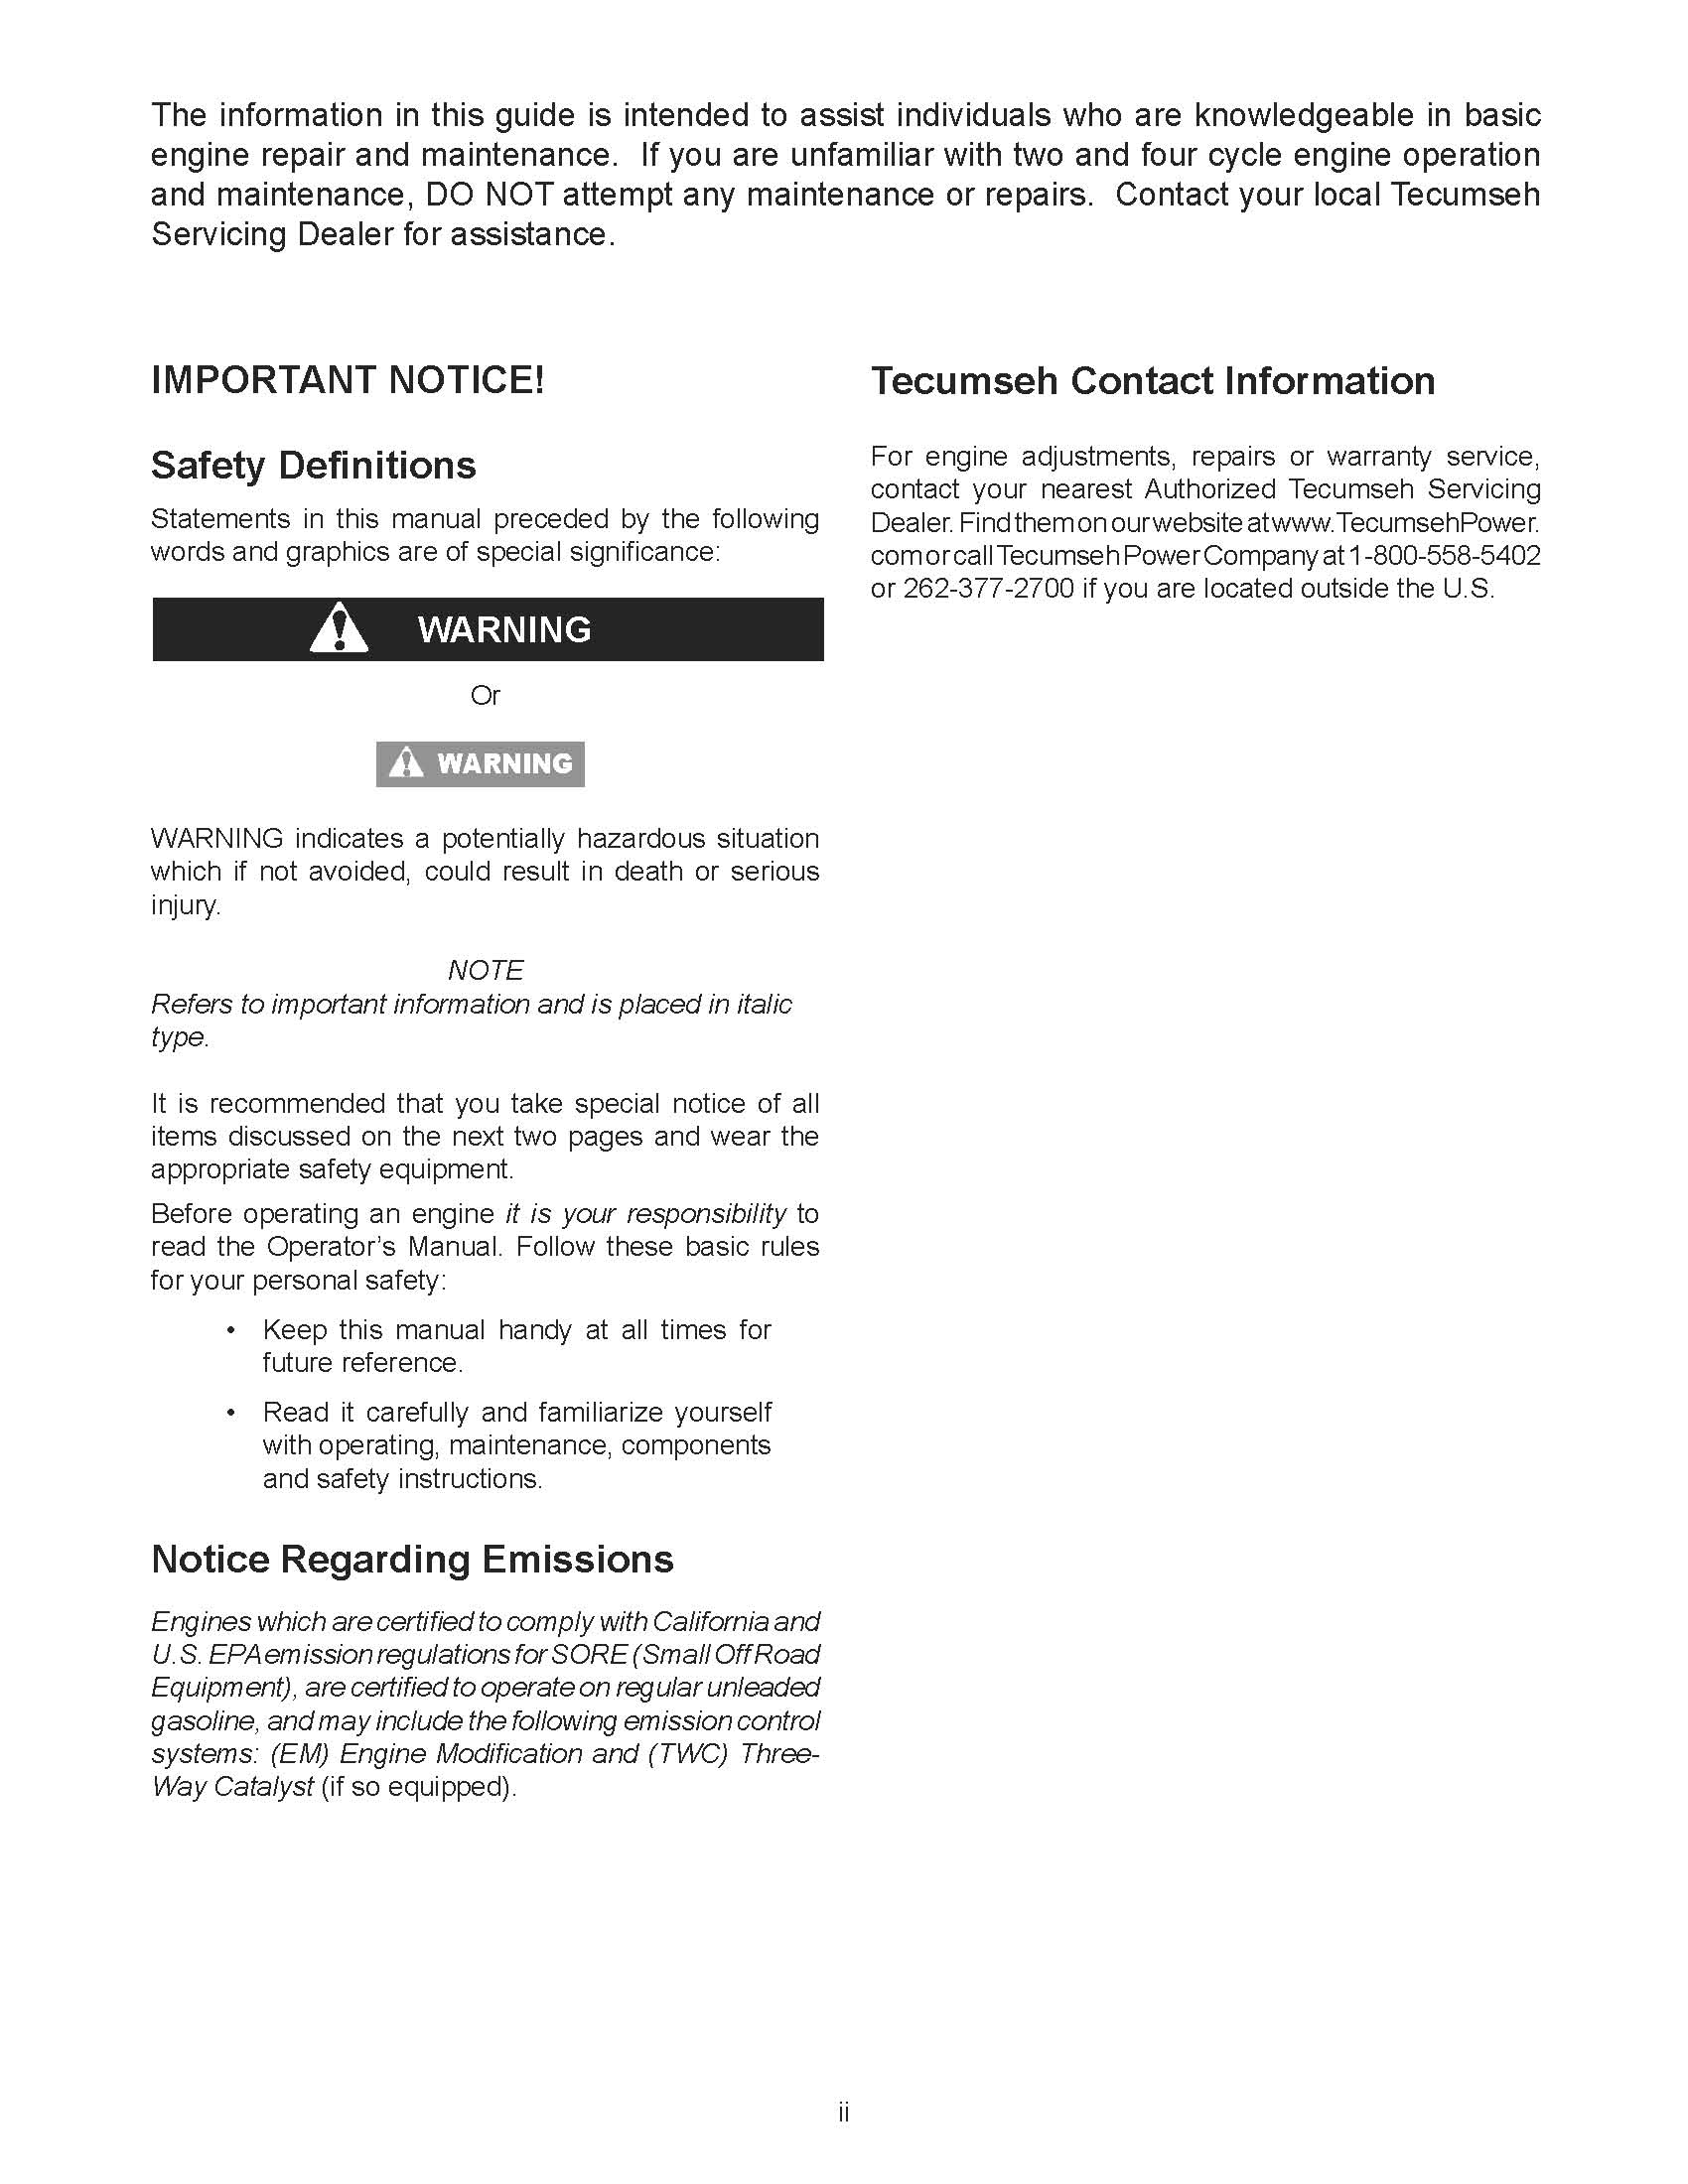 The information in this guide is intended to assist individuals who are knowledgeable in basic
engine repair and maintenance. If you are unfamiliar with two and four cycle engine operation
and maintenance, DO NOT attempt any maintenance or repairs. Contact your local Tecumseh
Servicing Dealer for assistance.
IMPORTANT NOTICE!
Safety Definitions
Statements in this manual preceded by the following
words and graphics are of special significance:
WARNING
Or
WARNING
WARNING indicates a potentially hazardous situation
which if not avoided, could result in death or serious
injury.
NOTE
Refers to important information and is placed in italic
type.
It is recommended that you take special notice of all
items discussed on the next two pages and wear the
appropriate safety equipment.
Before operating an engine it is your responsibility to
read the Operator's Manual. Follow these basic rules
for your personal safety:
• Keep this manual handy at all times for
future reference.
• Read it carefully and familiarize yourself
with operating, maintenance, components
and safety instructions.
Notice Regarding Emissions
Engines which are certified to comply with California and
U.S. EPA emission regulations for SORE (Small Off Road
Equipment), are certified to operate on regular unleaded
gasoline, and may include the following emission control
systems: (EM) Engine Modification and (TWC) Three-
Way Catalyst (if so equipped).
Tecumseh Contact Information
For engine adjustments, repairs or warranty service,
contact your nearest Authorized Tecumseh Servicing
Dealer. Find them on our website at www.TecumsehPower.
com or call Tecumseh Power Company at 1-800-558-5402
or 262-377-2700 if you are located outside the U.S.
ii